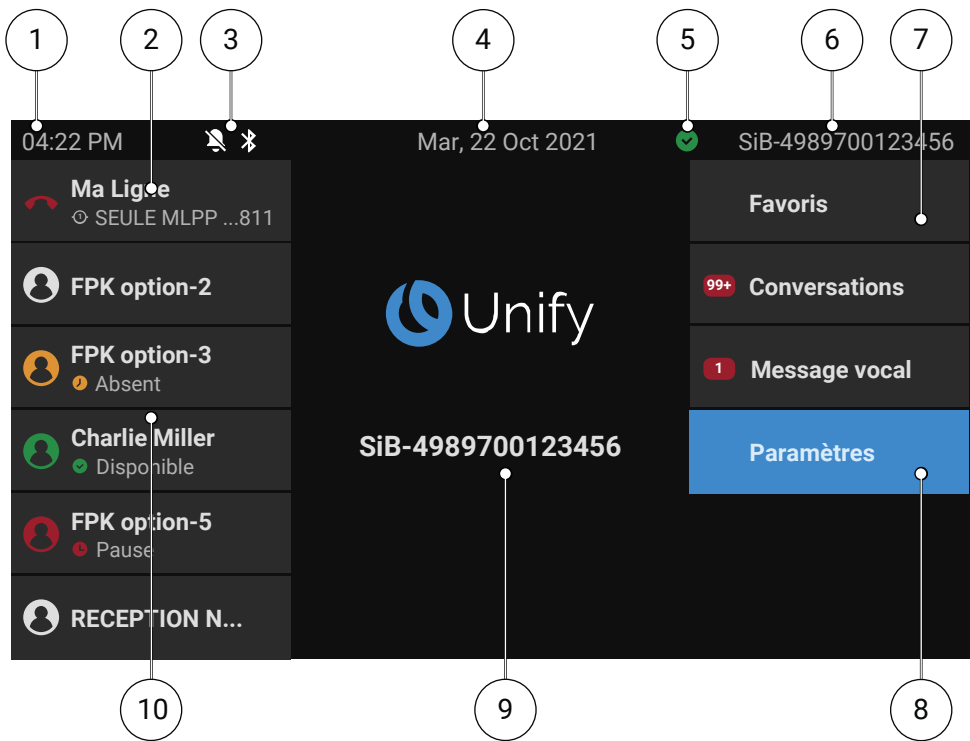 1 2 3 4 5 6 7
04:22 PM Mar, 22 Oct 2021 SiB-4989700123456
Ma Ligne
SEULE MLPP ...811
FPK option-2
FPK option-3
Absent
Charlie Miller
Disponible
FPK option-5
Pause
RECEPTION N...
Unify
SiB-4989700123456
Favoris
99+ Conversations
1 Message vocal
Paramètres
10 9 8